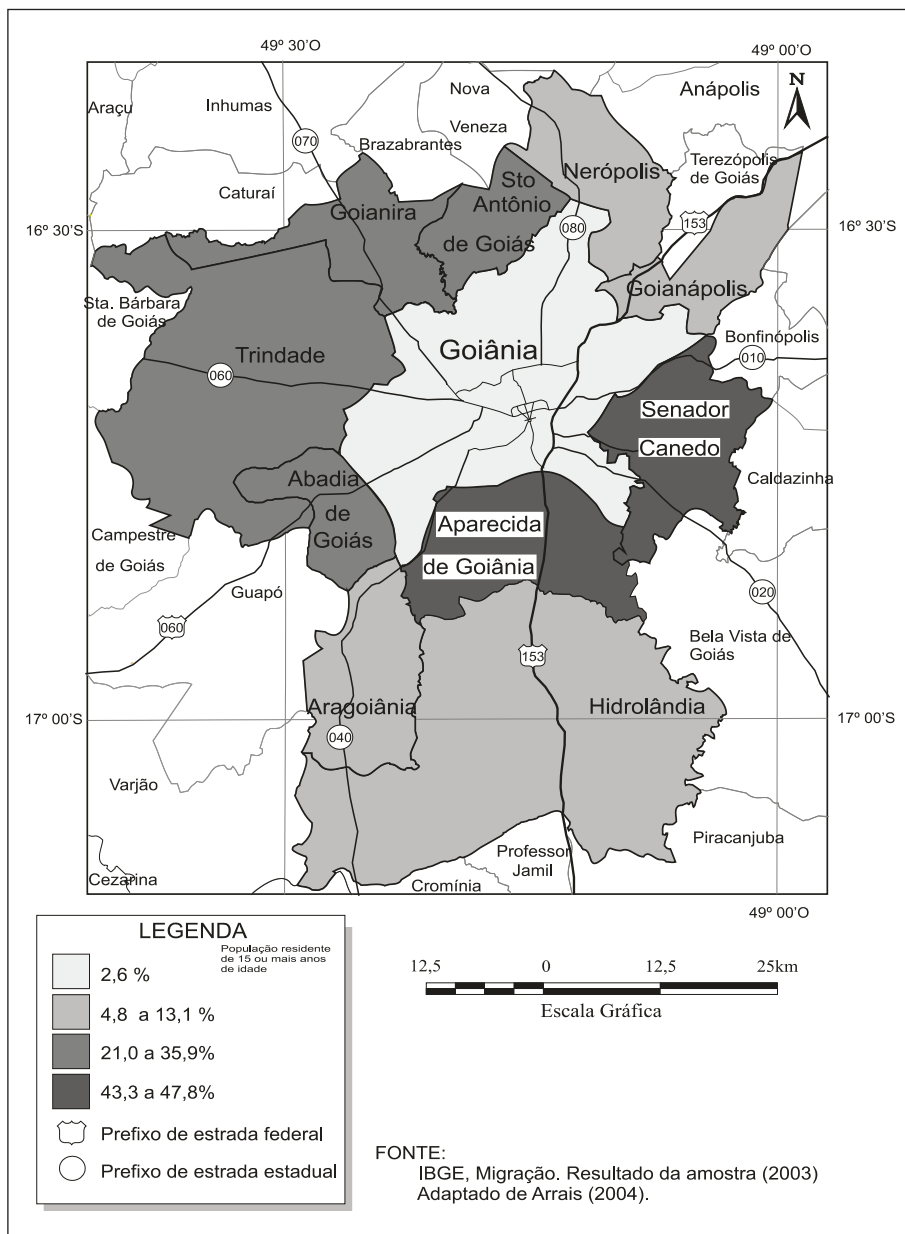 49º 30'O
49º 00'O
N
Nova
Veneza
Anápolis
Araçu
Inhumas
070
Brazabrantes
Terezópolis
de Goiás
Nerópolis
Caturaí
Sto
Antônio
de Goiás
Goianira
153
080
16º 30'S
16º 30'S
Goianápolis
Sta. Bárbara
de Goiás
Bonfinópolis
010
Goiânia
Trindade
060
Senador
Canedo
Caldazinha
Abadia
de
Goiás
Aparecida
de Goiânia
Campestre
de Goiás
Guapó
020
060
Bela Vista de
Goiás
153
Aragoiânia
Hidrolândia
17º 00'S
17º 00'S
040
Varjão
Piracanjuba
Professor
Jamil
Cezarina
Cromínia
49º 00'O
LEGENDA
População residente
de 15 ou mais anos
de idade
2,6 %
4,8 a 13,1 %
21,0 a 35,9%
43,3 a 47,8%
Prefixo de estrada federal
Prefixo de estrada estadual
12,5 0 12,5 25km
Escala Gráfica
FONTE:
IBGE, Migração. Resultado da amostra (2003)
Adaptado de Arrais (2004).